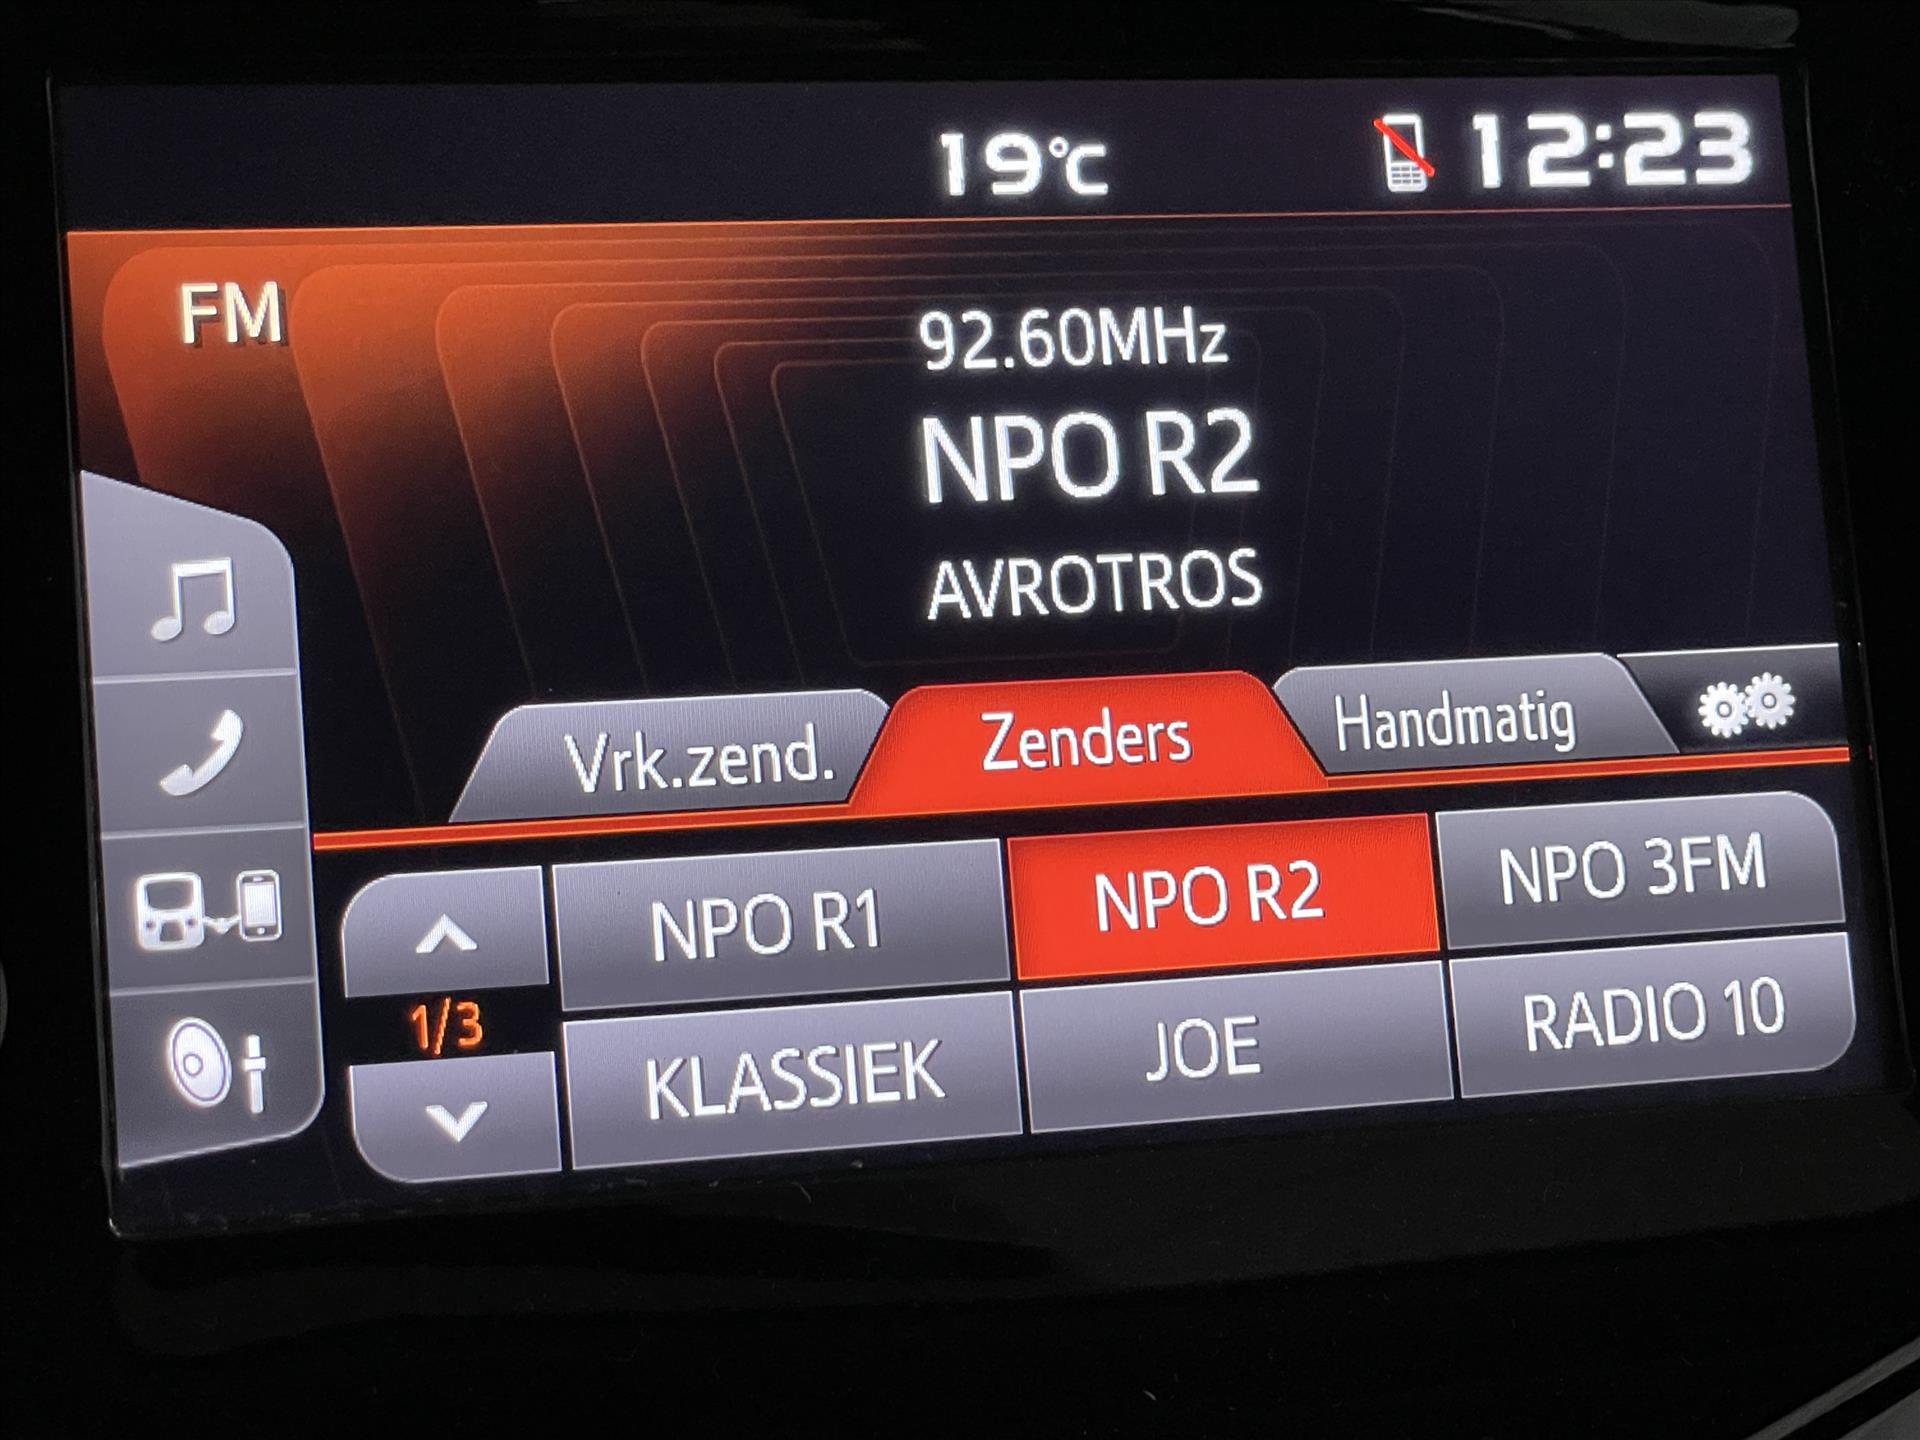 19°C
12:23
FM
92.60MHz
NPO R2
AVROTROS
Vrk.zend.
Zenders
Handmatig
NPO R1
NPO R2
NPO 3FM
1/3
KLASSIEK
JOE
RADIO 10